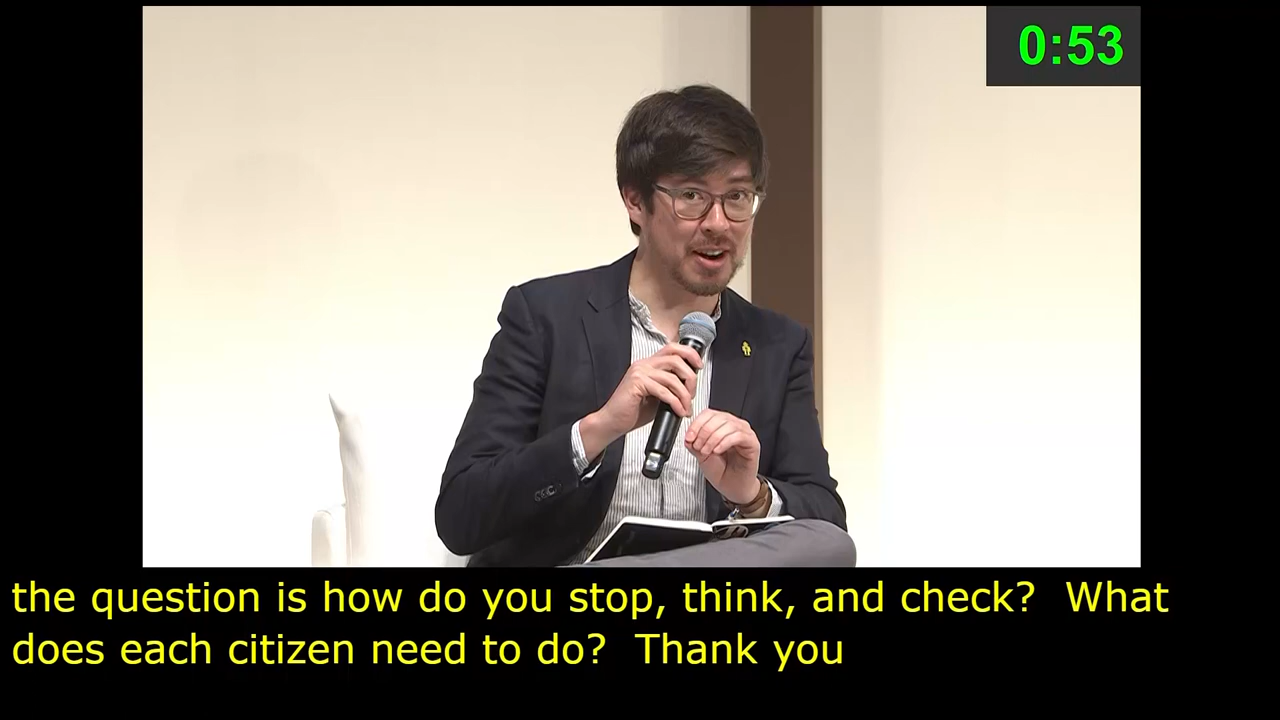 0:53
the question is how do you stop, think, and check?  What
does each citizen need to do?  Thank you